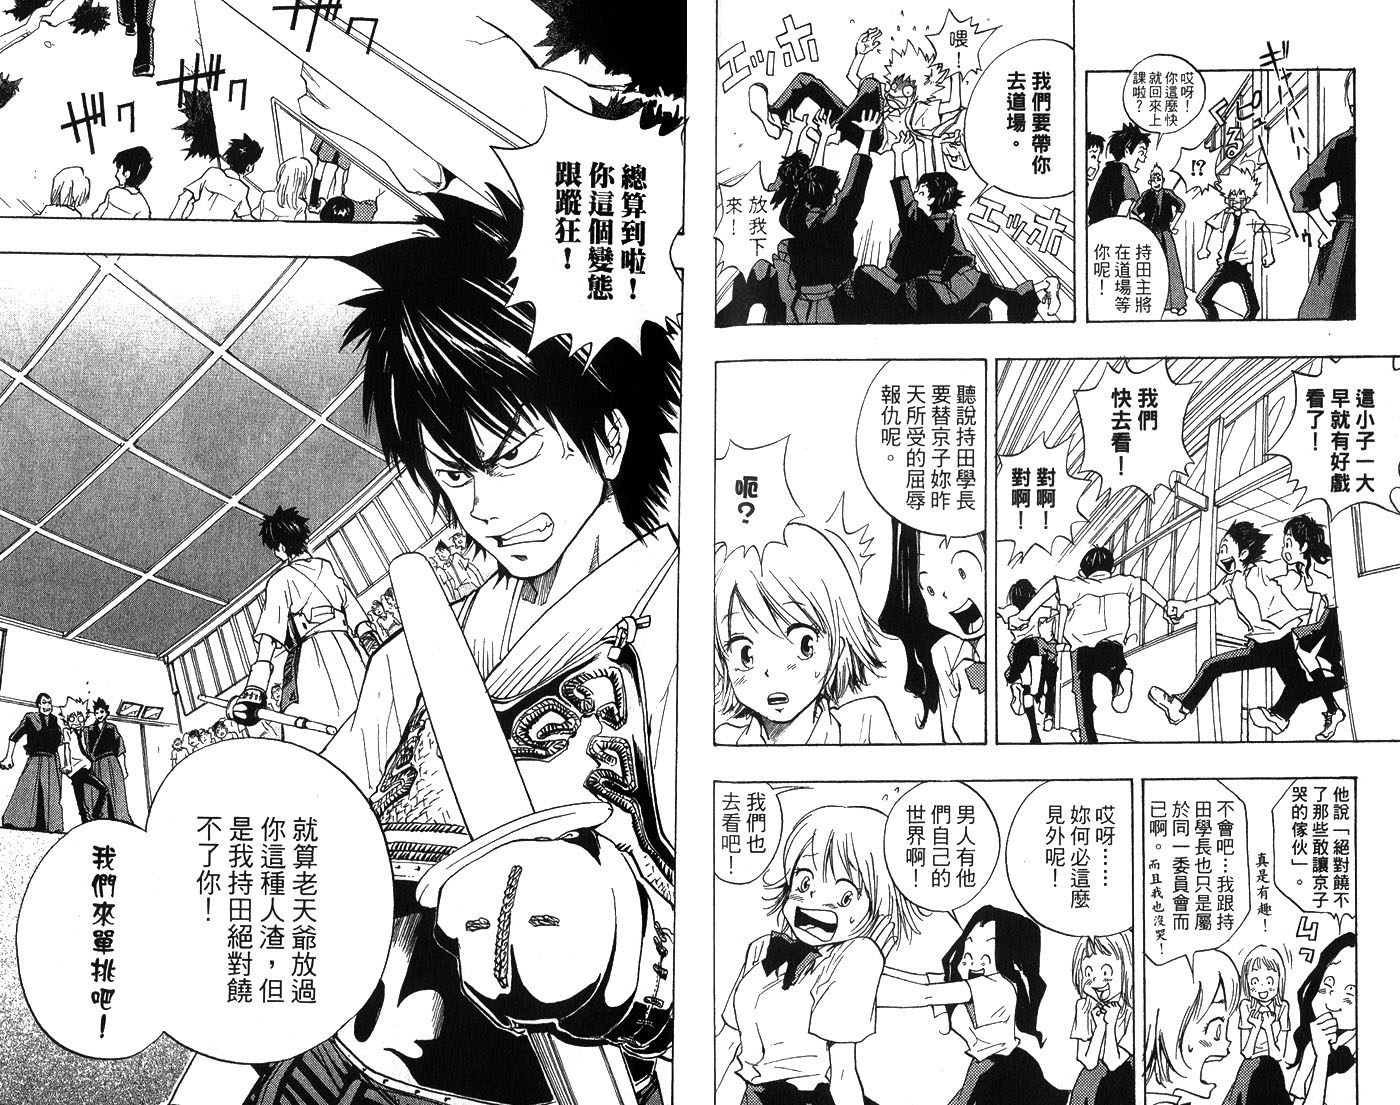 哎呀！
你這麼快
就回來上
課啦？
キーッ
ピュ
くる
!?
持田主將
在道場等
你呢！
喂！
我們要帶你
去道場。
エッホ
エッホ
放我下
來！
這小子一大
早就有好戲
看了！
我們
快去看！
對啊！
對啊！
聽說持田學長
要替京子妳昨
天所受的屈辱
報仇呢。
呃？
他說「絕對饒不
了那些敢讓京子
哭的傢伙」。
真是有趣！
不會吧…我跟持
田學長也只是屬
於同一委員會而
已啊。而且我也沒哭！…
哎呀……
妳何必這麼
見外呢！
男人有他
們自己的
世界啊！
我們也
去看吧！
ザワ
ザワ
ザワ
總算到啦！
你這個變態
跟蹤狂！
就算老天爺放過
你這種人渣，但
是我持田絕對饒
不了你！
我們來單挑吧！